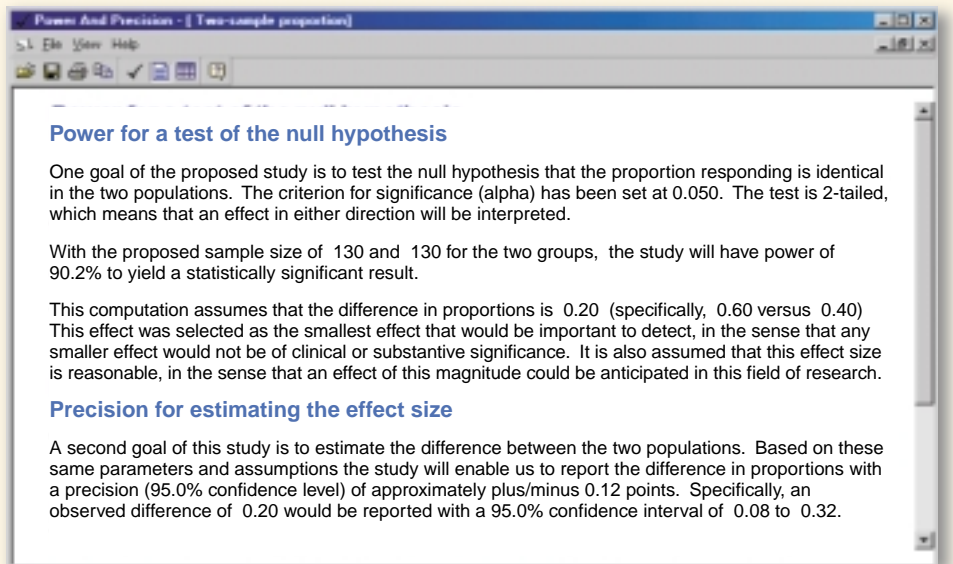 Power And Precision - [ Two-sample proportion]
File View Help
Power for a test of the null hypothesis
One goal of the proposed study is to test the null hypothesis that the proportion responding is identical
in the two populations. The criterion for significance (alpha) has been set at 0.050. The test is 2-tailed,
which means that an effect in either direction will be interpreted.
With the proposed sample size of 130 and 130 for the two groups, the study will have power of
90.2% to yield a statistically significant result.
This computation assumes that the difference in proportions is 0.20 (specifically, 0.60 versus 0.40)
This effect was selected as the smallest effect that would be important to detect, in the sense that any
smaller effect would not be of clinical or substantive significance. It is also assumed that this effect size
is reasonable, in the sense that an effect of this magnitude could be anticipated in this field of research.
Precision for estimating the effect size
A second goal of this study is to estimate the difference between the two populations. Based on these
same parameters and assumptions the study will enable us to report the difference in proportions with
a precision (95.0% confidence level) of approximately plus/minus 0.12 points. Specifically, an
observed difference of 0.20 would be reported with a 95.0% confidence interval of 0.08 to 0.32.